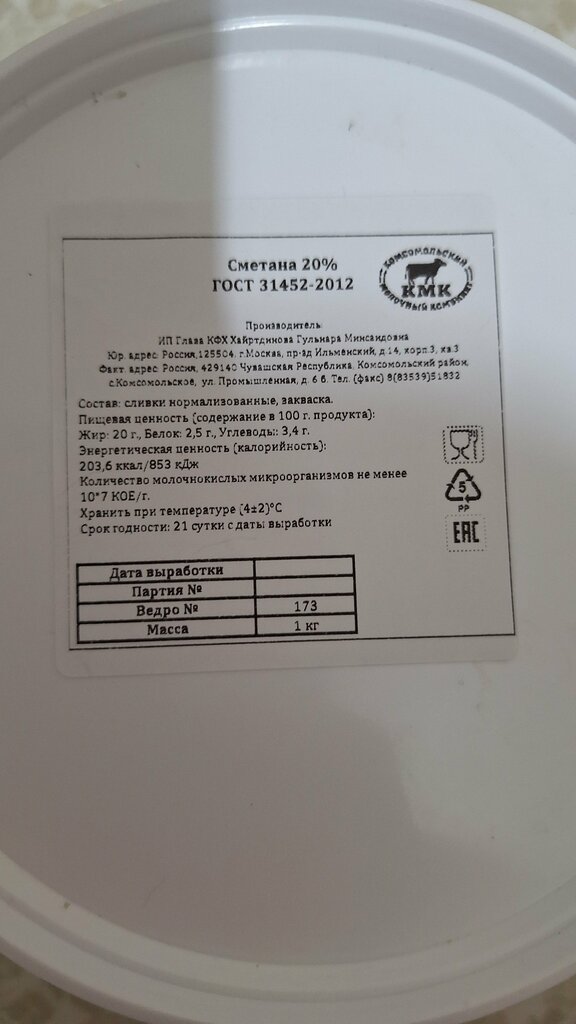 Сметана 20%
ГОСТ 31452-2012
КОМСОМОЛЬСКИЙ
КМК
МОЛОЧНЫЙ КОМБИНАТ
Производитель
ИП Глава КФХ Хайртдинова Гульнара Минсаидовна
Юр. адрес: Россия,125504, г.Москва, пр-зд Ильменский, д.14, корп.3, кв.3
Факт. адрес: Россия, 429140 Чувашская Республика, Комсомольский район,
с.Комсомольское, ул. Промышленная, д. 6 б. Тел. (факс) 8(83539)51832
Состав: сливки нормализованные, закваска.
Пищевая ценность (содержание в 100 г. продукта):
Жир: 20 г., Белок: 2,5 г., Углеводы: 3,4 г.
Энергетическая ценность (калорийность):
203,6 ккал/853 кДж
Количество молочнокислых микроорганизмов не менее
10*7 КОЕ/г.
Хранить при температуре (4±2)°С
Срок годности: 21 сутки с даты выработки
5
PP
ЕАС
Дата выработки
Партия №
Ведро № 173
Масса 1 кг